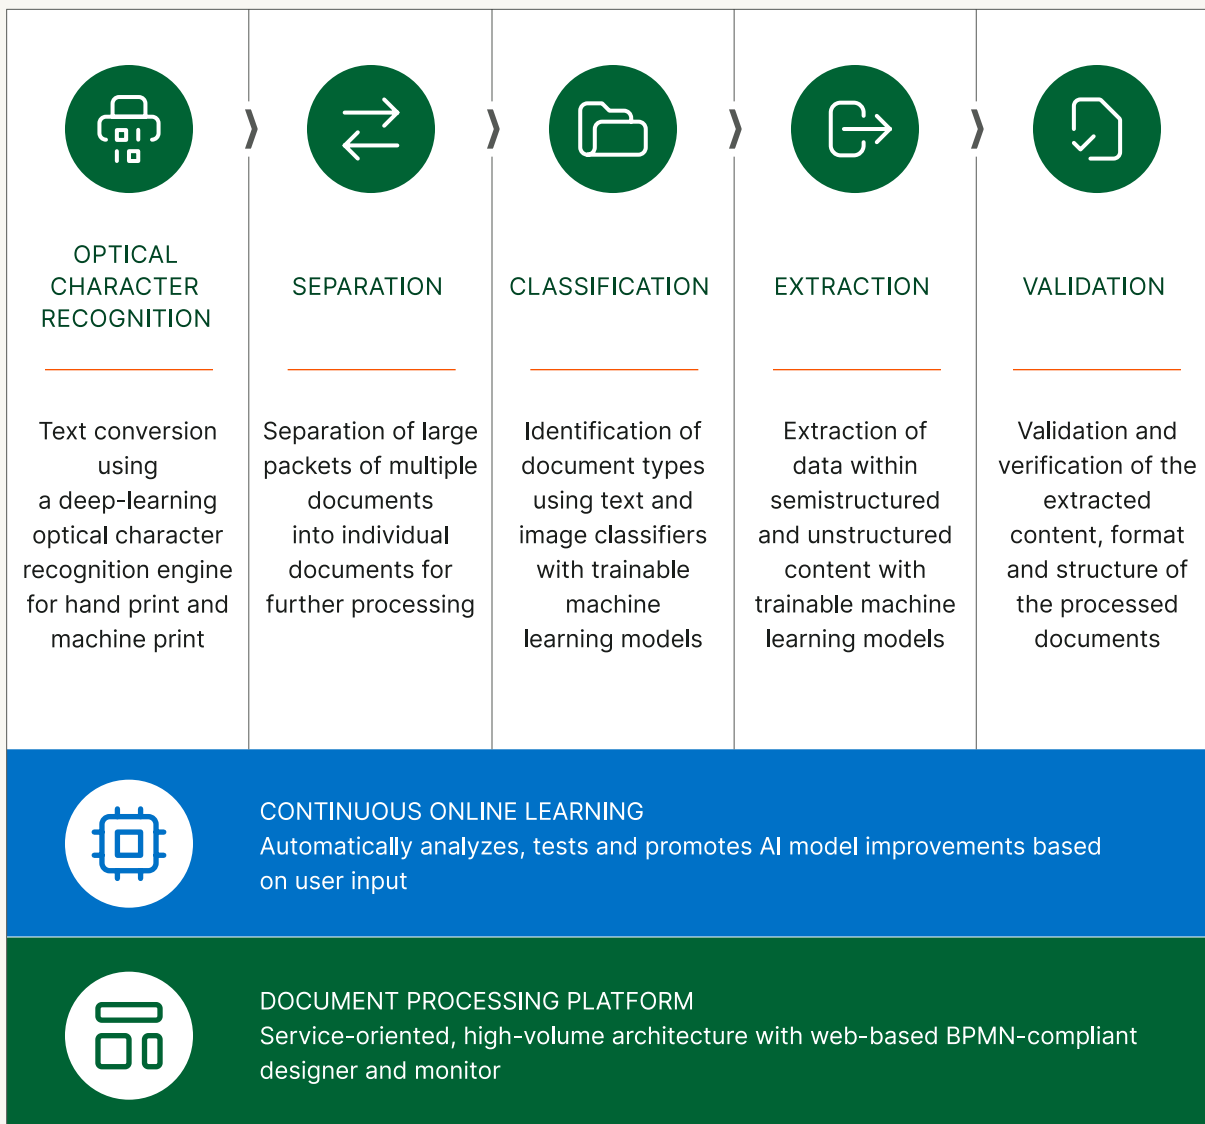 OPTICAL
CHARACTER
RECOGNITION
Text conversion
using
a deep-learning
optical character
recognition engine
for hand print and
machine print
SEPARATION
Separation of large
packets of multiple
documents
into individual
documents for
further processing
CLASSIFICATION
Identification of
document types
using text and
image classifiers
with trainable
machine
learning models
EXTRACTION
Extraction of
data within
semistructured
and unstructured
content with
trainable machine
learning models
VALIDATION
Validation and
verification of the
extracted
content, format
and structure of
the processed
documents
CONTINUOUS ONLINE LEARNING
Automatically analyzes, tests and promotes AI model improvements based
on user input
DOCUMENT PROCESSING PLATFORM
Service-oriented, high-volume architecture with web-based BPMN-compliant
designer and monitor